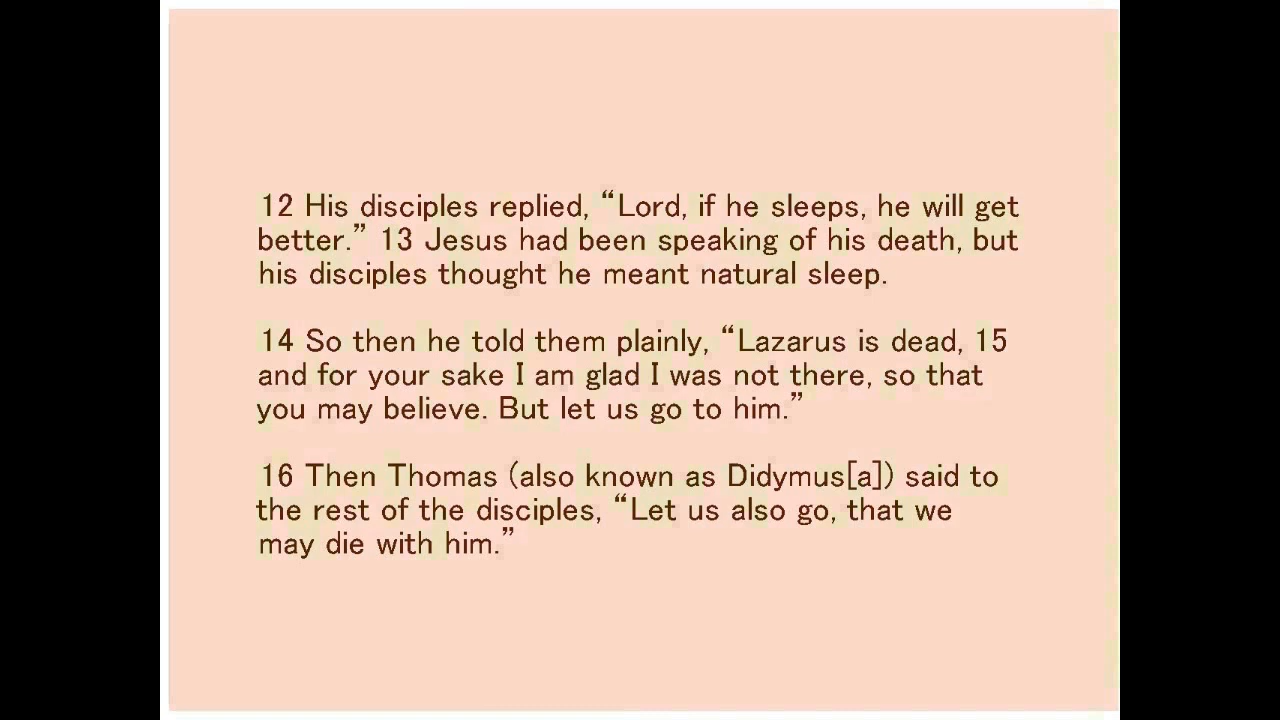 12 His disciples replied, “Lord, if he sleeps, he will get
better.” 13 Jesus had been speaking of his death, but
his disciples thought he meant natural sleep.
14 So then he told them plainly, “Lazarus is dead, 15
and for your sake I am glad I was not there, so that
you may believe. But let us go to him.”
16 Then Thomas (also known as Didymus[a]) said to
the rest of the disciples, “Let us also go, that we
may die with him.”